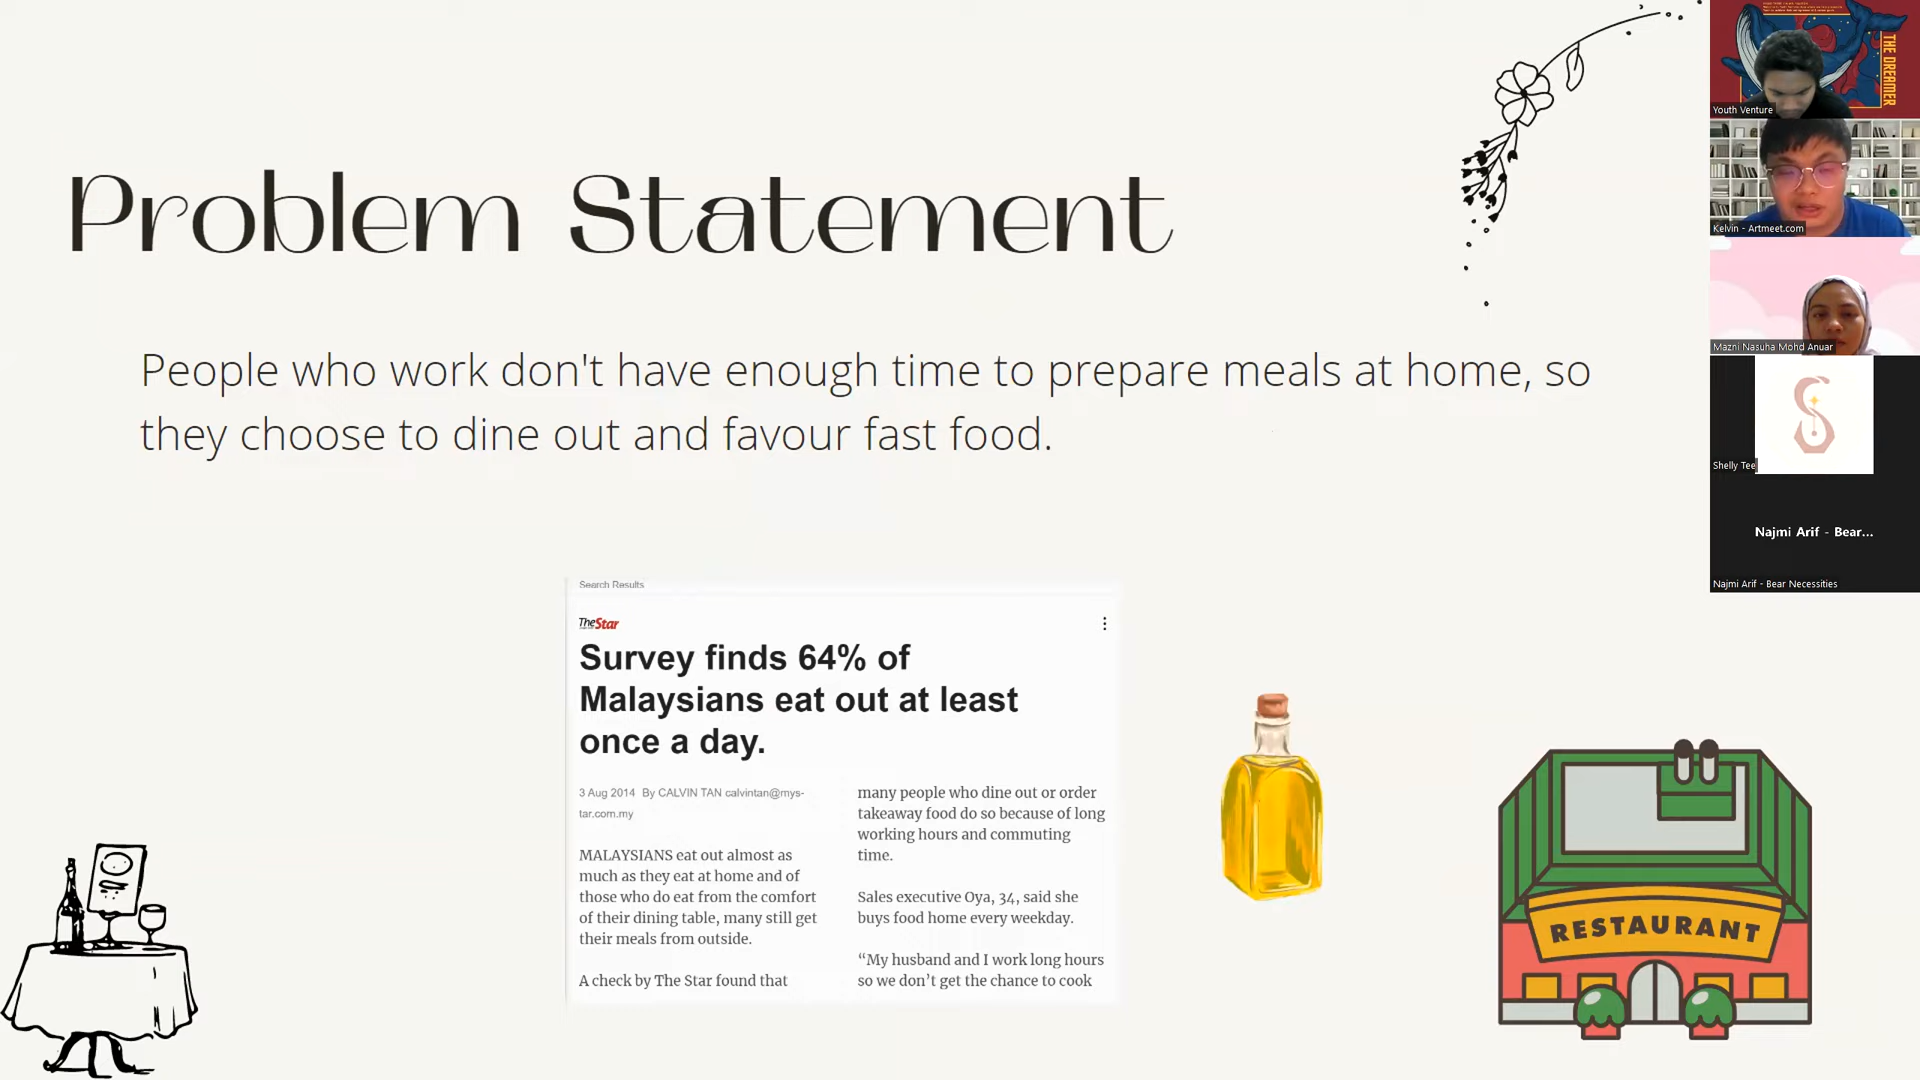 Problem Statement
People who work don't have enough time to prepare meals at home, so
they choose to dine out and favour fast food.
Search Results
TheStar
Survey finds 64% of
Malaysians eat out at least
once a day.
3 Aug 2014 By CALVIN TAN calvintan@mys-
tar.com.my
MALAYSIANS eat out almost as
much as they eat at home and of
those who do eat from the comfort
of their dining table, many still get
their meals from outside.
A check by The Star found that
many people who dine out or order
takeaway food do so because of long
working hours and commuting
time.
Sales executive Oya, 34, said she
buys food home every weekday.
“My husband and I work long hours
so we don’t get the chance to cook
RESTAURANT
THE DREAMER
Youth Venture
Kelvin - Artmeet.com
Mazni Nasuha Mohd Anuar
Shelly Tee
Najmi Arif - Bear...
Najmi Arif - Bear Necessities